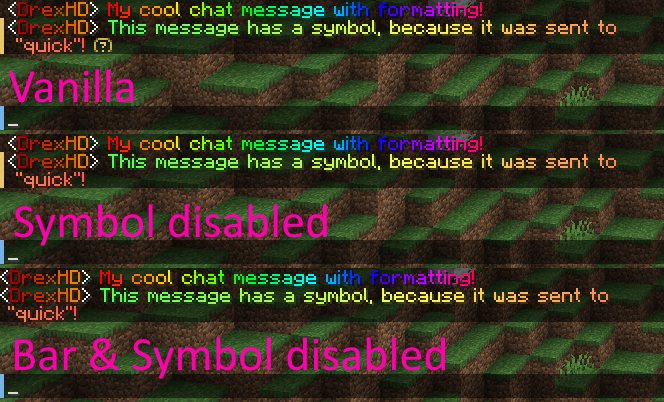 <DrexHD> My cool chat message with formatting!
<DrexHD> This message has a symbol, because it was sent to
"quick"! (?)
Vanilla
_
<DrexHD> My cool chat message with formatting!
<DrexHD> This message has a symbol, because it was sent to
"quick"!
Symbol disabled
_
<DrexHD> My cool chat message with formatting!
<DrexHD> This message has a symbol, because it was sent to
"quick"!
Bar & Symbol disabled
_